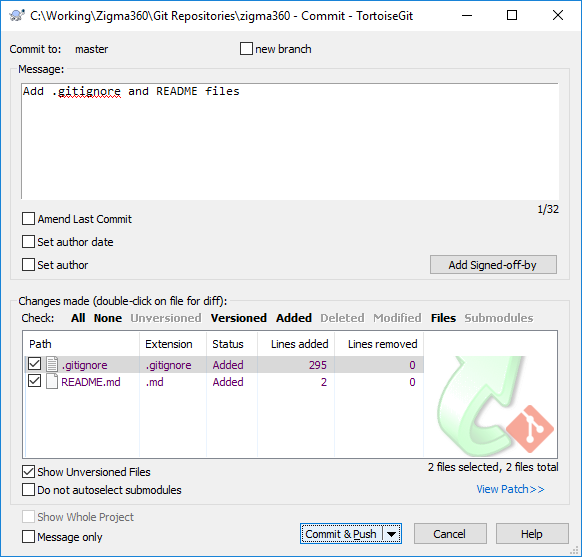 C:\Working\Zigma360\Git Repositories\zigma360 - Commit - TortoiseGit
Commit to: master new branch
Message:
Add .gitignore and README files
1/32
Amend Last Commit
Set author date
Set author
Add Signed-off-by
Changes made (double-click on file for diff):
Check: All None Unversioned Versioned Added Deleted Modified Files Submodules
Path Extension Status Lines added Lines removed
.gitignore .gitignore Added 295 0
README.md .md Added 2 0
Show Unversioned Files
2 files selected, 2 files total
Do not autoselect submodules
View Patch>>
Show Whole Project
Message only
Commit & Push Cancel Help